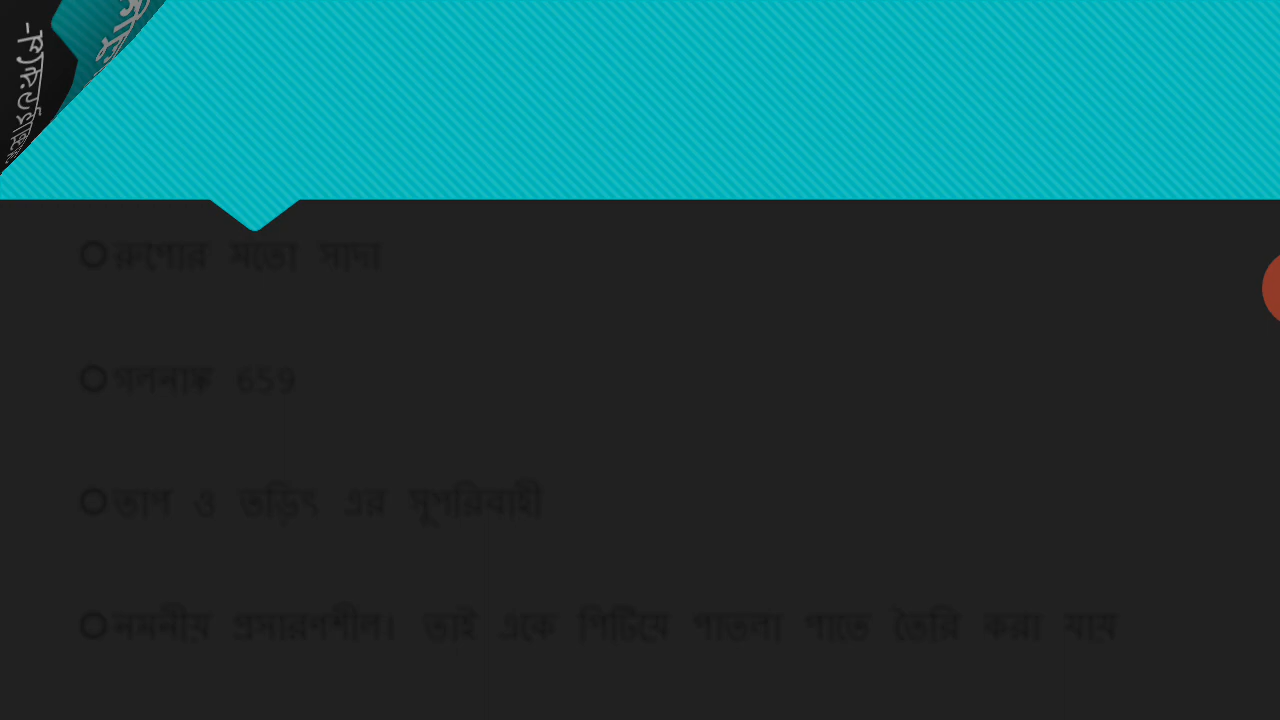 রুপোর মতো সাদা
গলনাঙ্ক 659
তাপ ও তড়িৎ এর সূপরিবাহী
নমনীয় প্রসারণশীল। তাই একে পিটিয়ে পাতলা পাতে তৈরি করা যায়